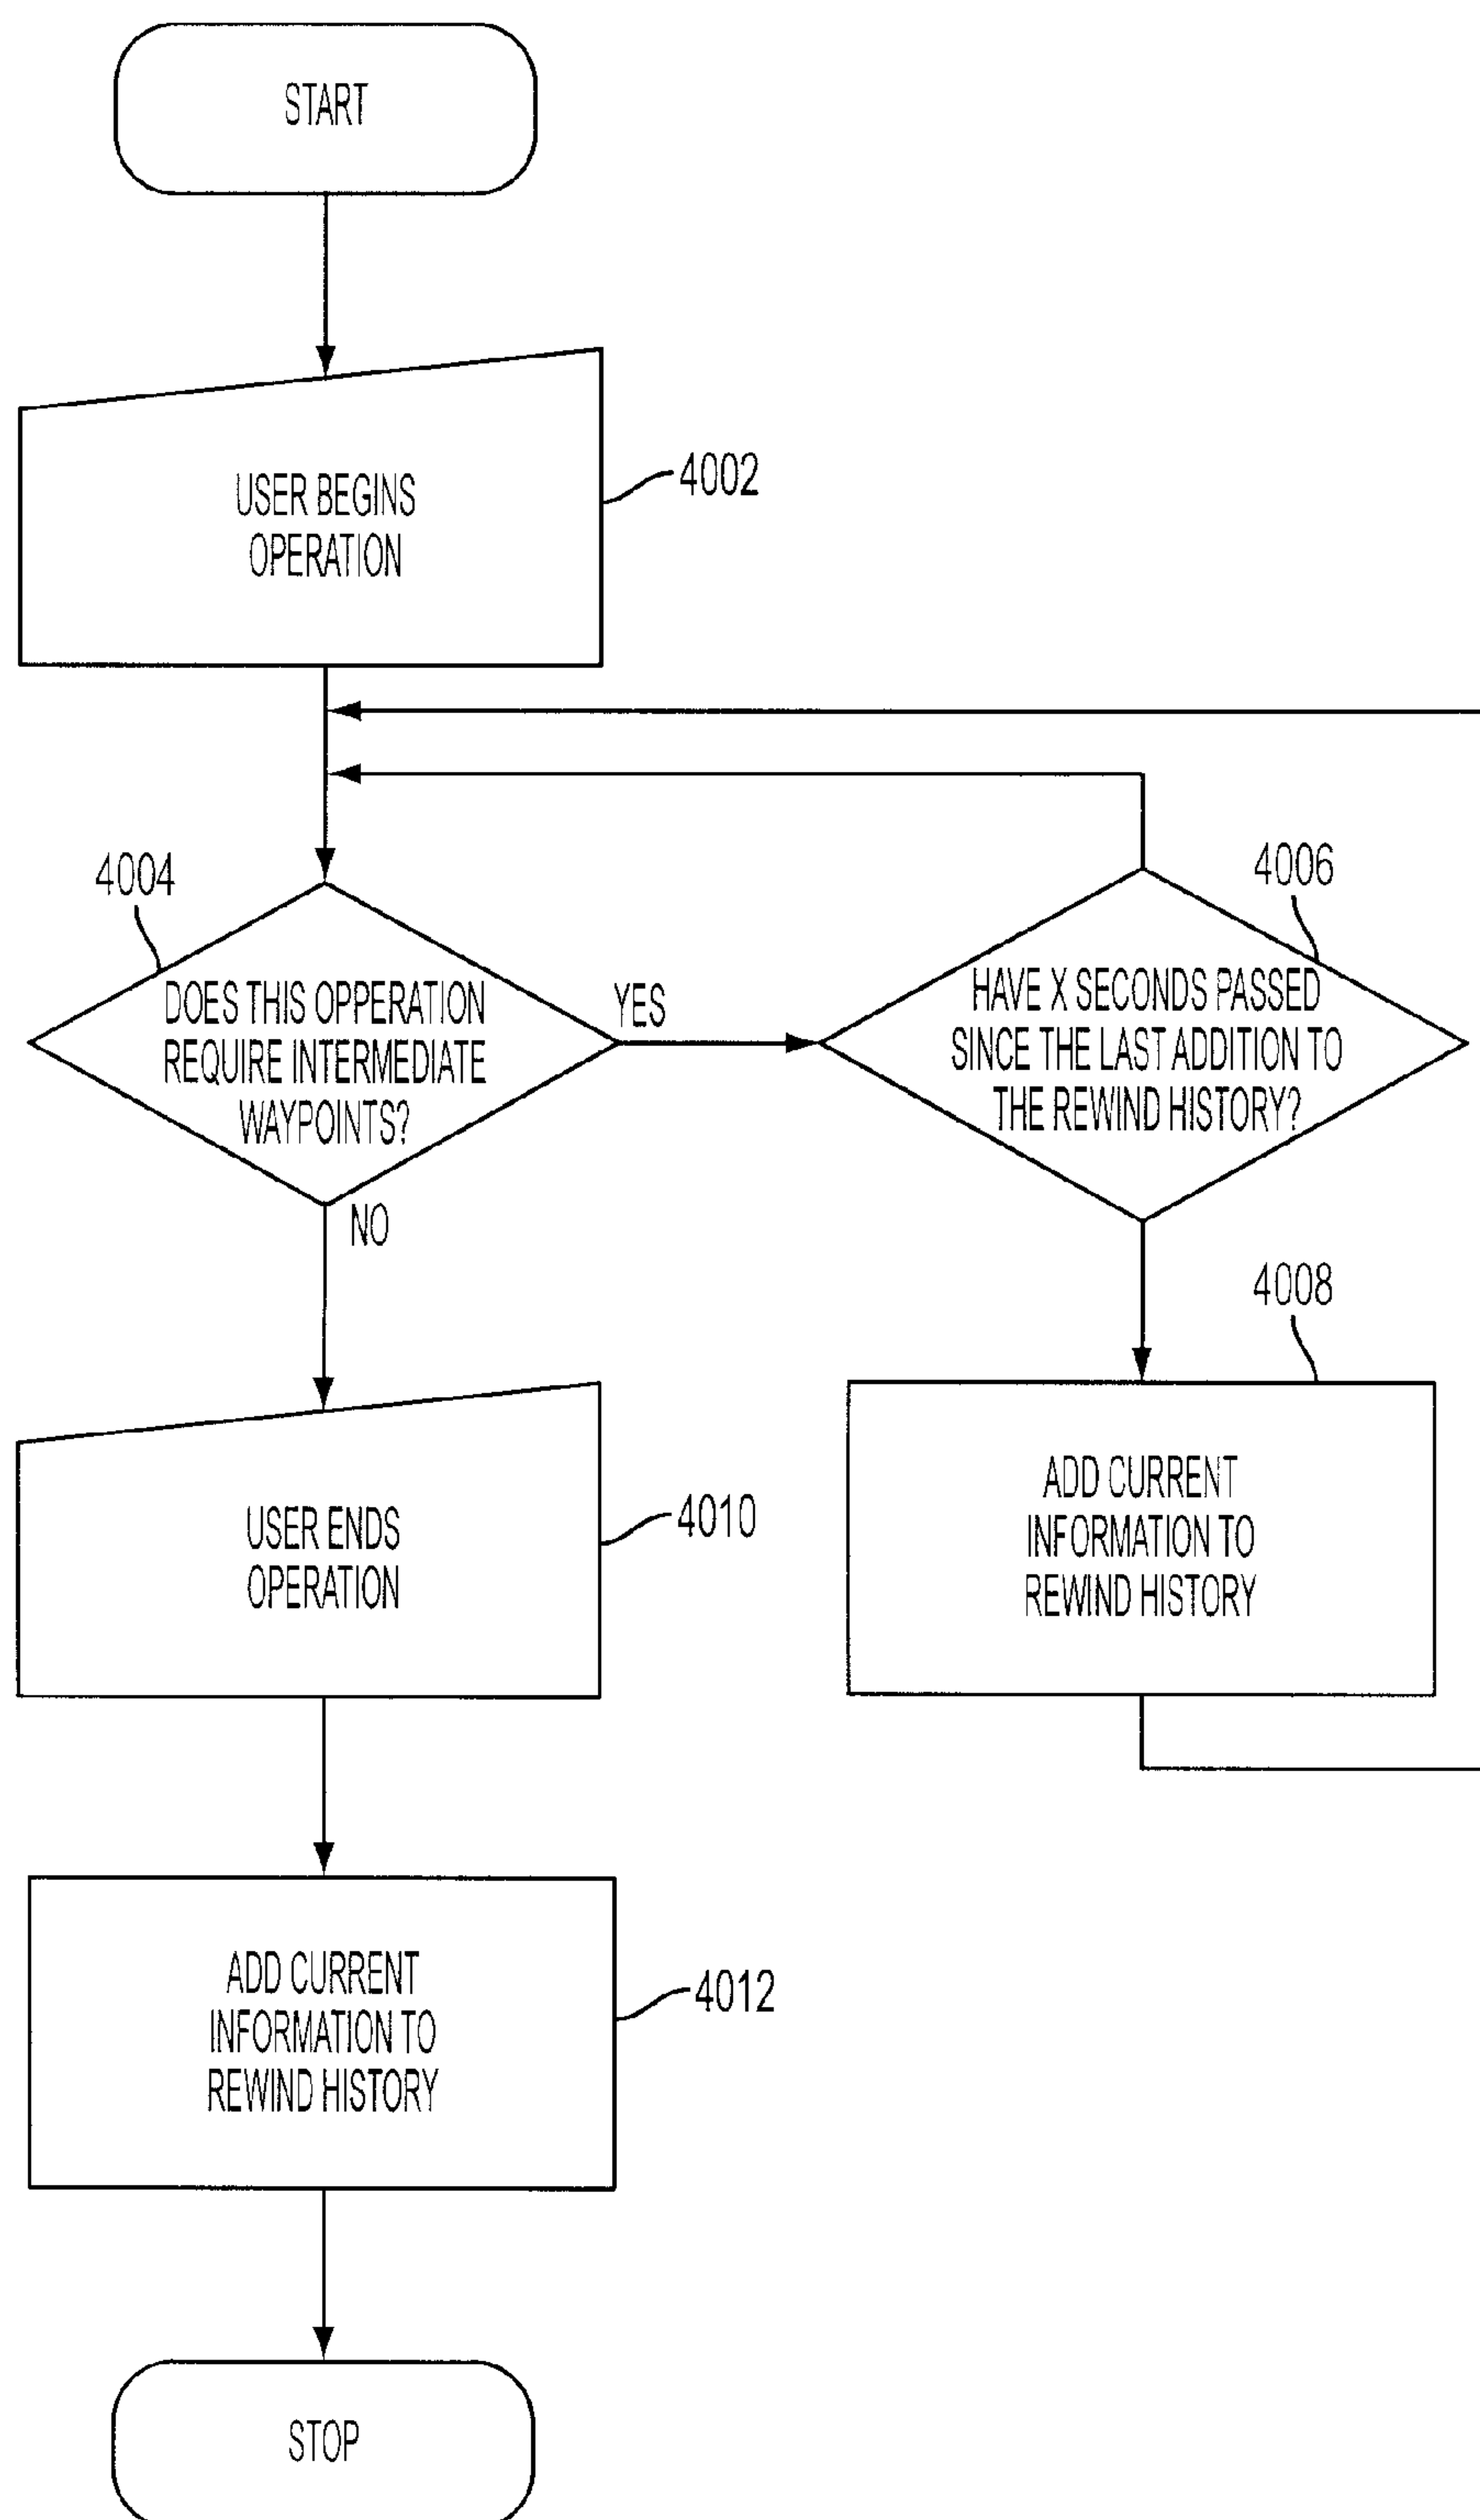 START
USER BEGINS
OPERATION
4002
4004
DOES THIS OPPERATION
REQUIRE INTERMEDIATE
WAYPOINTS?
YES
NO
4006
HAVE X SECONDS PASSED
SINCE THE LAST ADDITION TO
THE REWIND HISTORY?
4008
ADD CURRENT
INFORMATION TO
REWIND HISTORY
USER ENDS
OPERATION
4010
ADD CURRENT
INFORMATION TO
REWIND HISTORY
4012
STOP